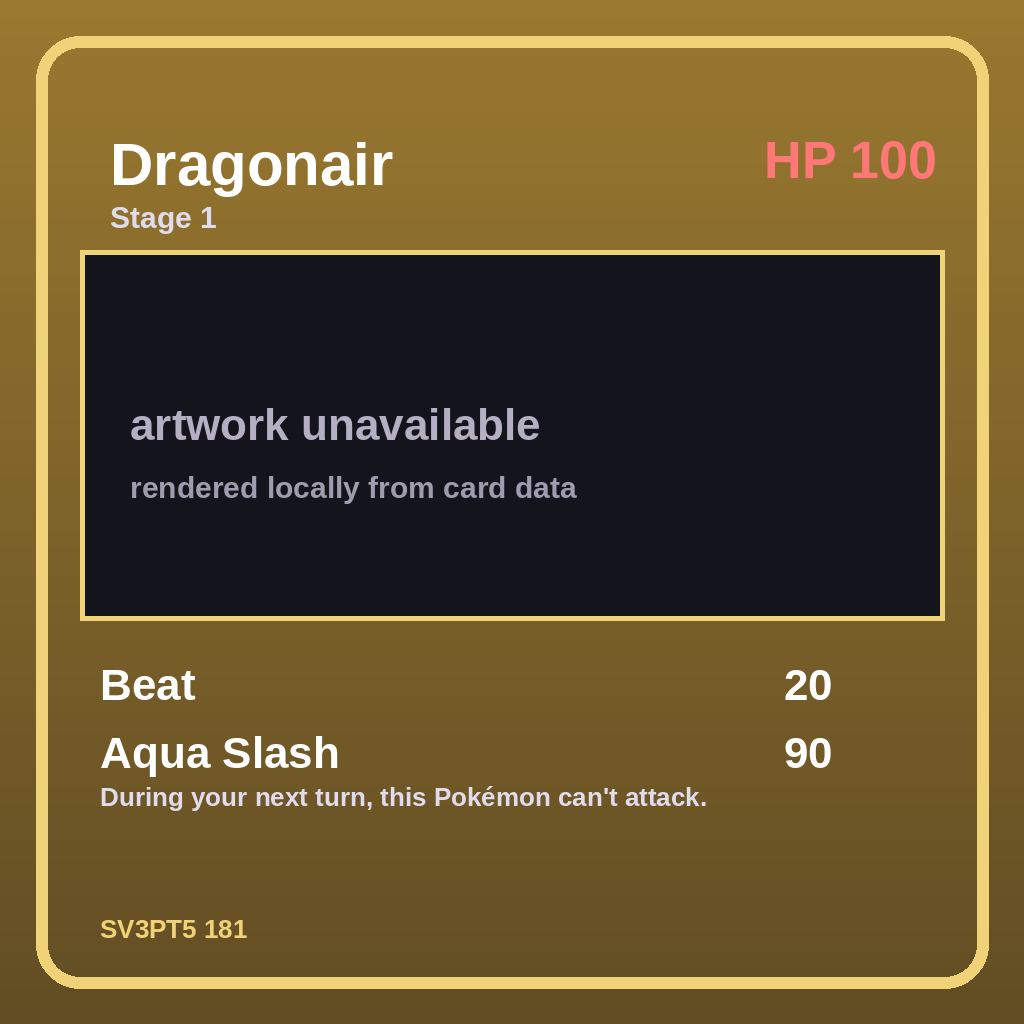 Dragonair
HP 100
Stage 1
artwork unavailable
rendered locally from card data
Beat 20
Aqua Slash 90
During your next turn, this Pokémon can't attack.
SV3PT5 181